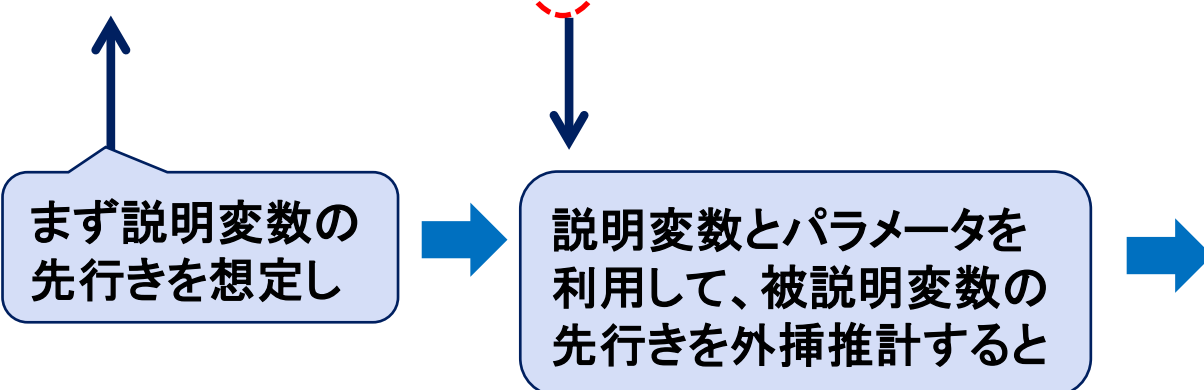 まず説明変数の
先行きを想定し
説明変数とパラメータを
利用して、被説明変数の
先行きを外挿推計すると